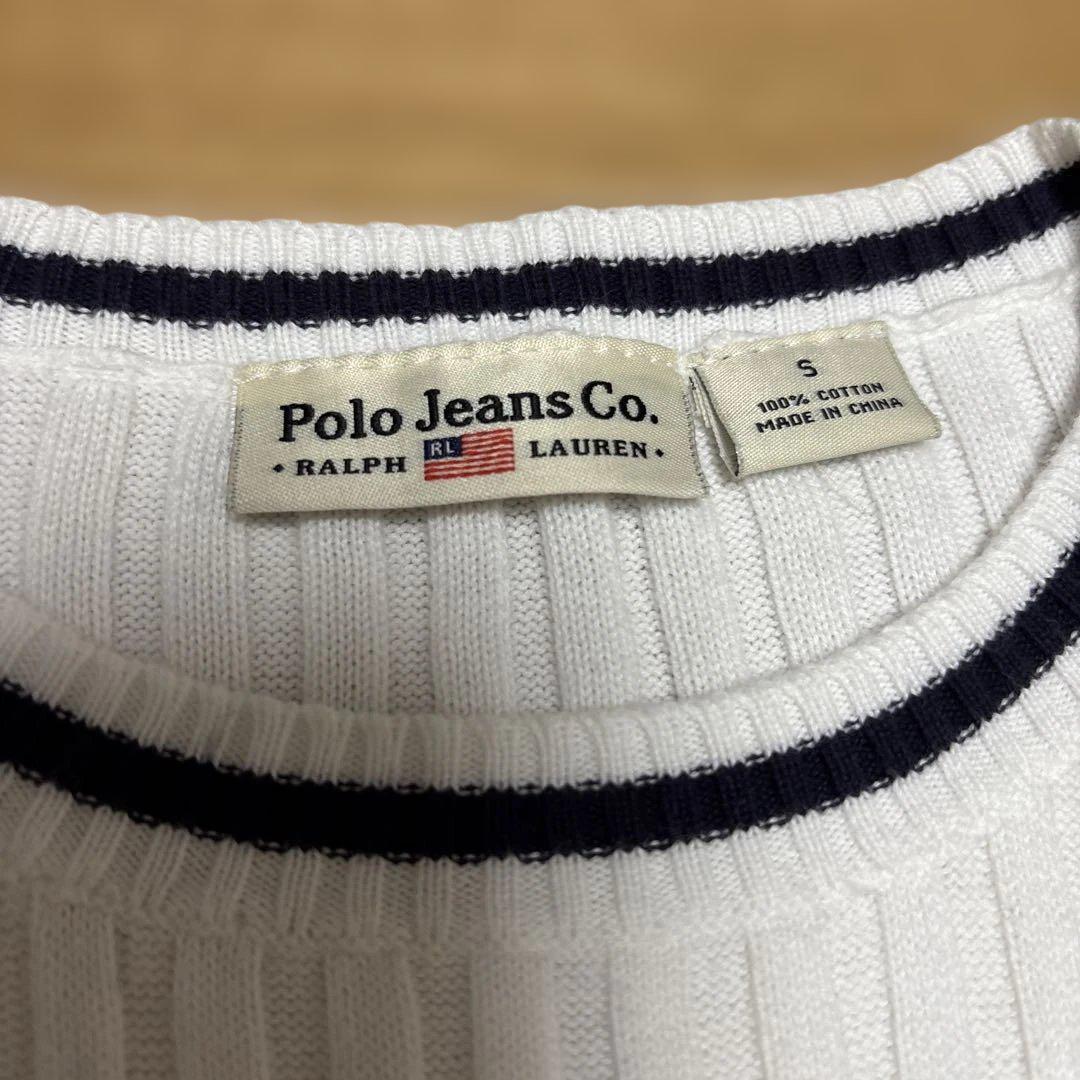 Polo Jeans Co.
• RALPH RL LAUREN •
S
100% COTTON
MADE IN CHINA